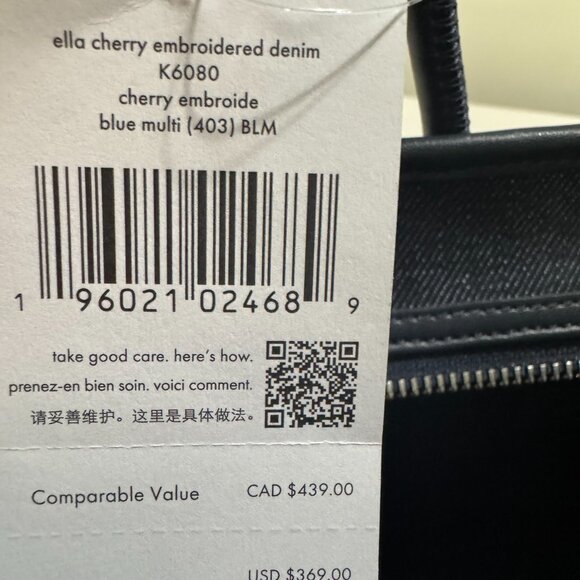 ella cherry embroidered denim
K6080
cherry embroide
blue multi (403) BLM
1 96021 02468 9
take good care. here's how.
prenez-en bien soin. voici comment.
请妥善维护。这里是具体做法。
Comparable Value CAD $439.00
USD $369.00